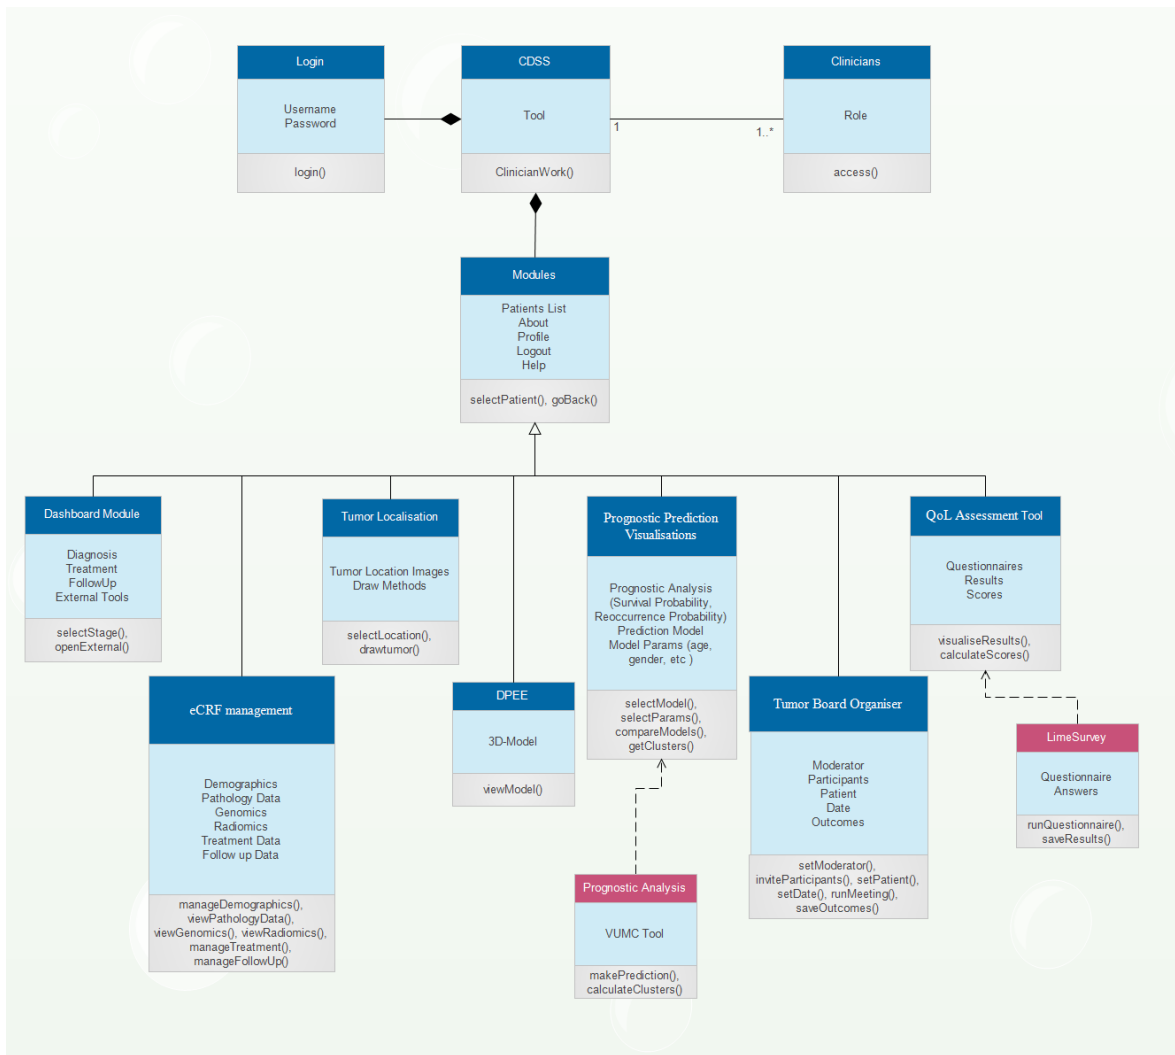 Login
Username
Password
login()
CDSS
Tool
ClinicianWork()
1
1..*
Clinicians
Role
access()
Modules
Patients List
About
Profile
Logout
Help
selectPatient(), goBack()
Dashboard Module
Diagnosis
Treatment
FollowUp
External Tools
selectStage(),
openExternal()
eCRF management
Demographics
Pathology Data
Genomics
Radiomics
Treatment Data
Follow up Data
manageDemographics(),
viewPathologyData(),
viewGenomics(), viewRadiomics(),
manageTreatment(),
manageFollowUp()
Tumor Localisation
Tumor Location Images
Draw Methods
selectLocation(),
drawtumor()
DPEE
3D-Model
viewModel()
Prognostic Prediction
Visualisations
Prognostic Analysis
(Survival Probability,
Reoccurrence Probability)
Prediction Model
Model Params (age,
gender, etc )
selectModel(),
selectParams(),
compareModels(),
getClusters()
Prognostic Analysis
VUMC Tool
makePrediction(),
calculateClusters()
Tumor Board Organiser
Moderator
Participants
Patient
Date
Outcomes
setModerator(),
inviteParticipants(), setPatient(),
setDate(), runMeeting(),
saveOutcomes()
QoL Assessment Tool
Questionnaires
Results
Scores
visualiseResults(),
calculateScores()
LimeSurvey
Questionnaire
Answers
runQuestionnaire(),
saveResults()